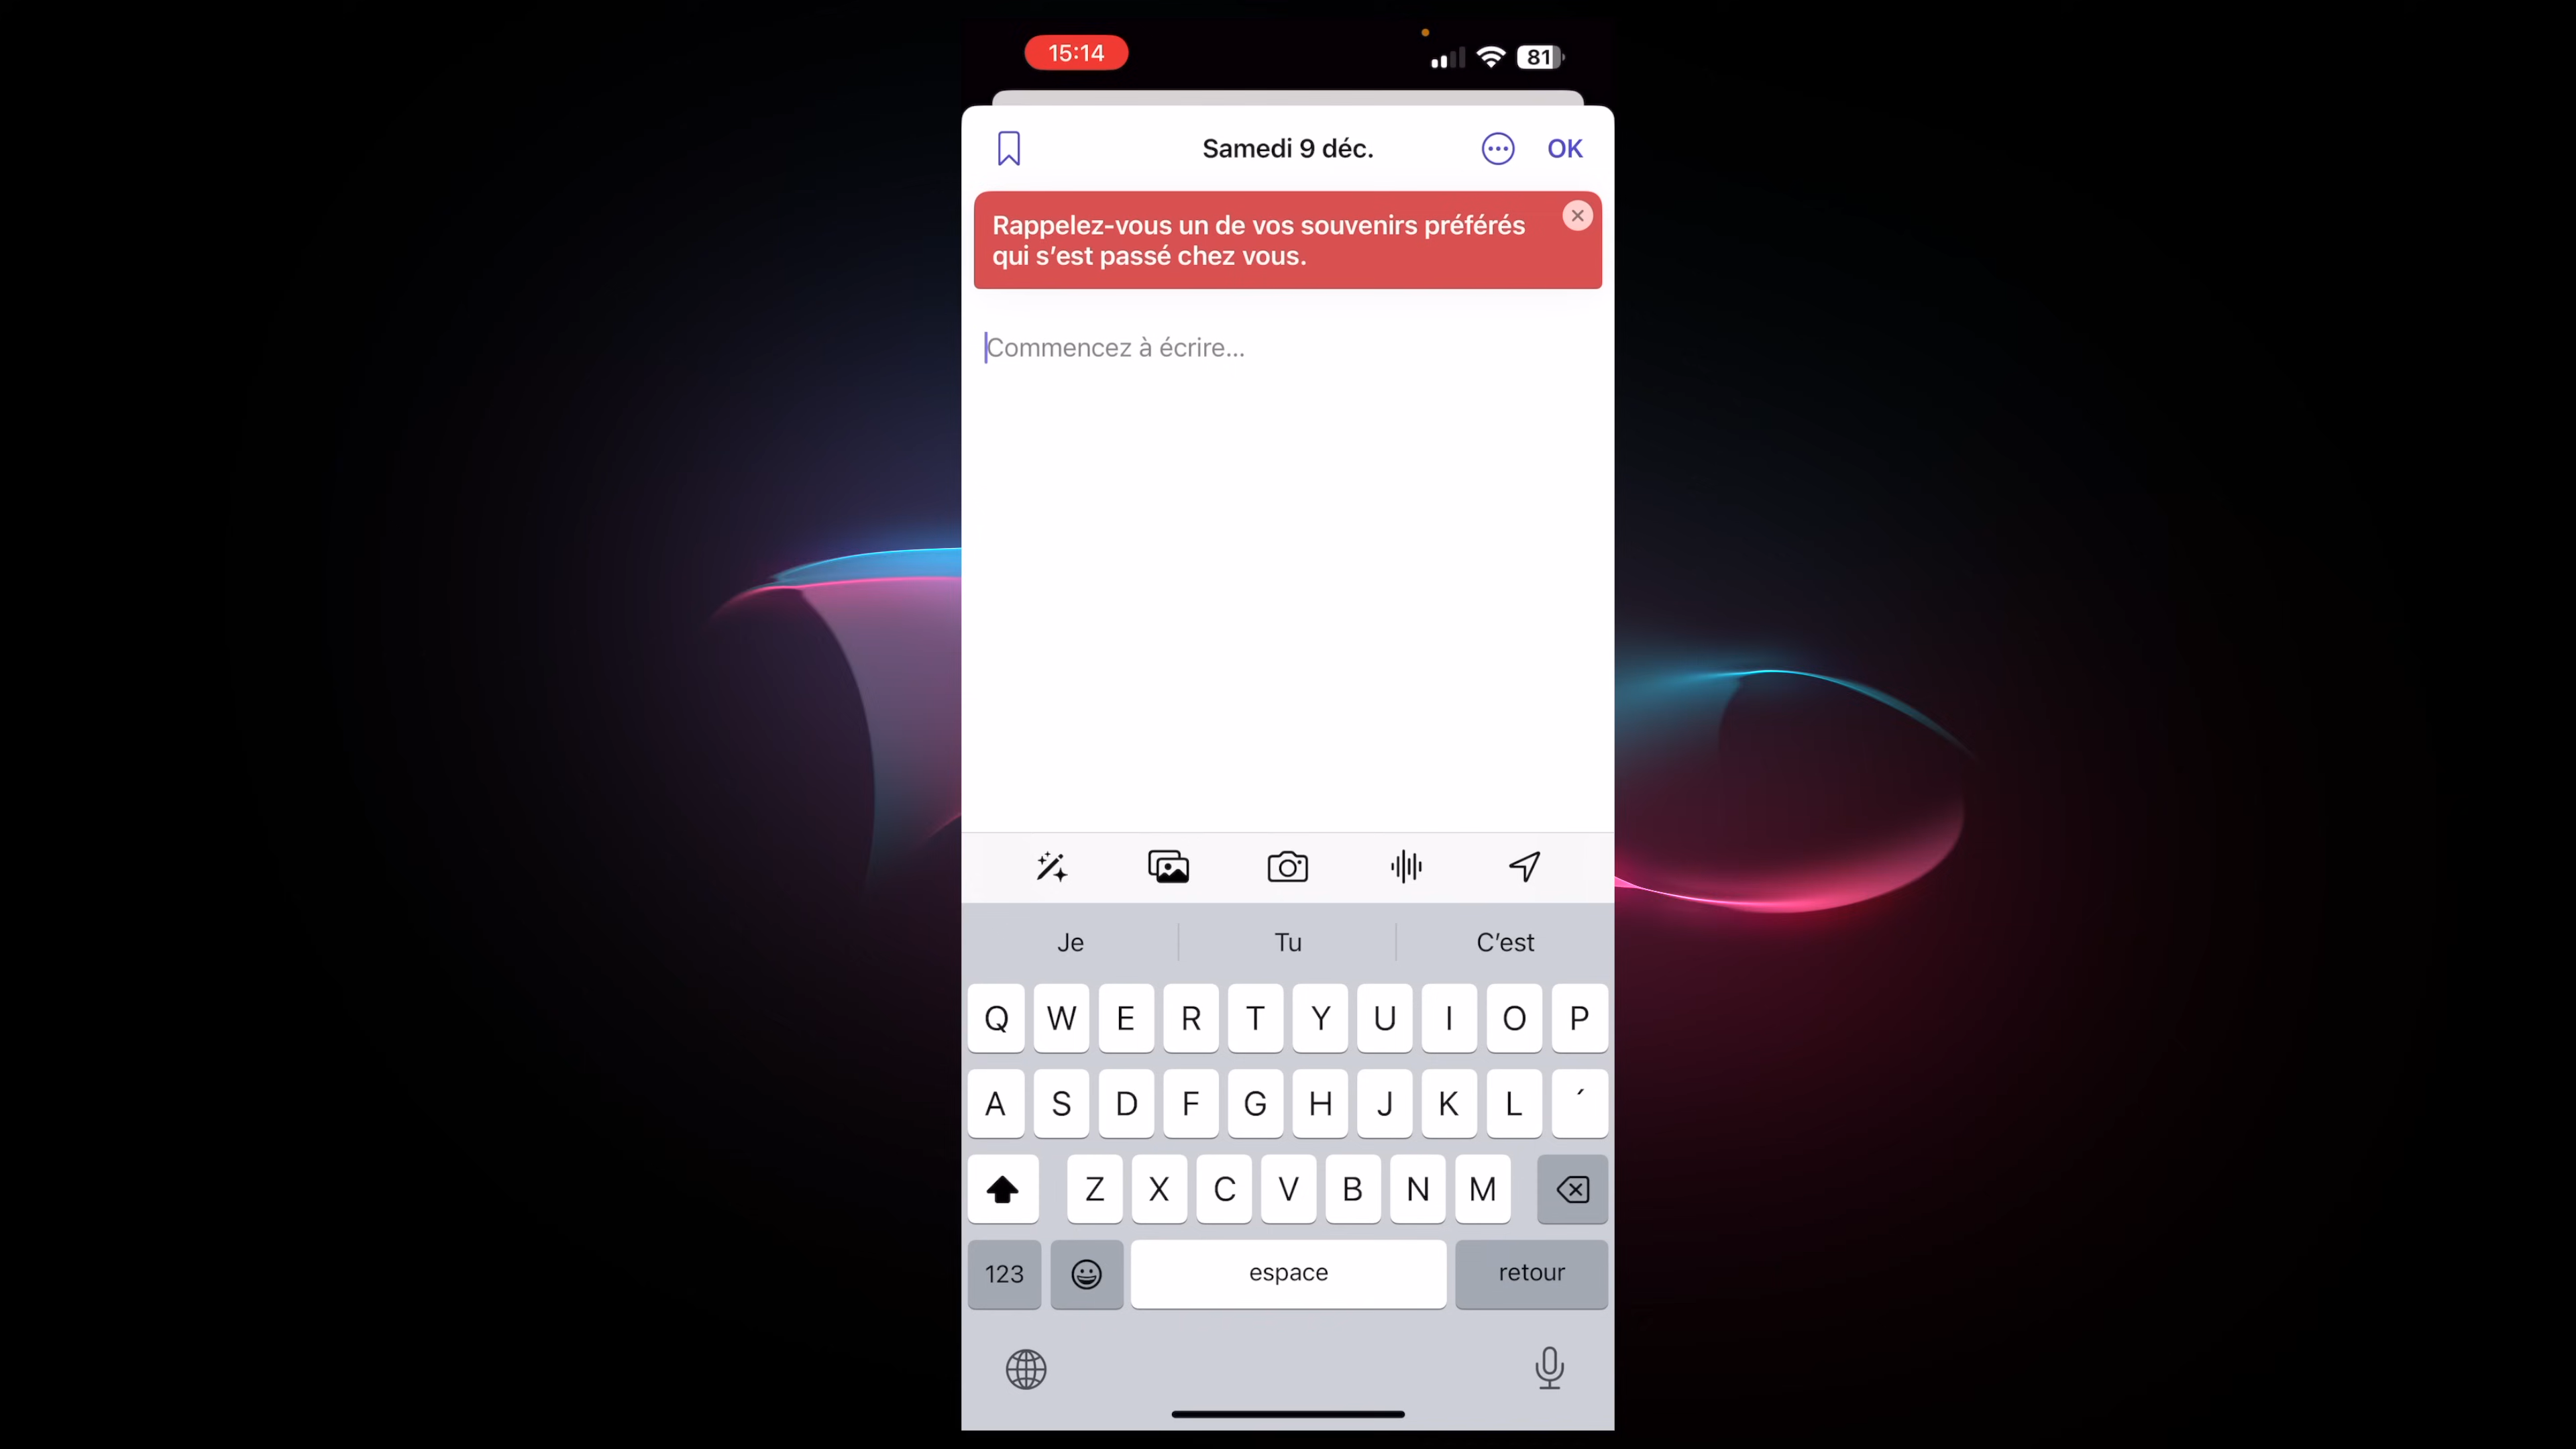 15:14
81
Samedi 9 déc.
OK
Rappelez-vous un de vos souvenirs préférés
qui s’est passé chez vous.
Commencez à écrire...
Je Tu C’est
Q W E R T Y U I O P
A S D F G H J K L ´
Z X C V B N M
123 espace retour